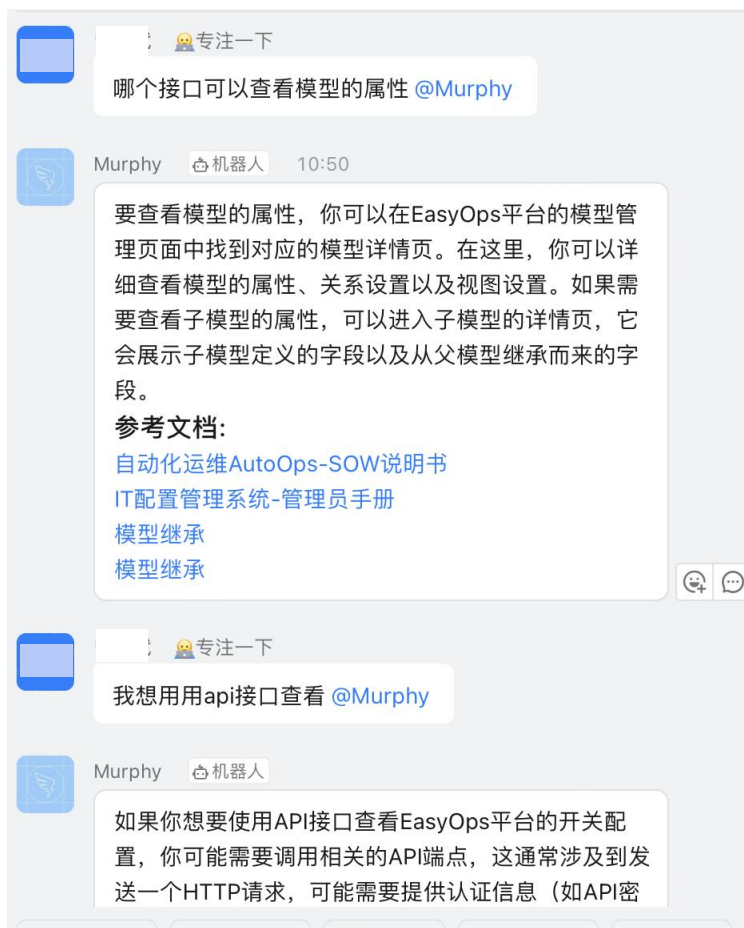 专注一下
哪个接口可以查看模型的属性 @Murphy
Murphy 机器人 10:50
要查看模型的属性，你可以在EasyOps平台的模型管
理页面中找到对应的模型详情页。在这里，你可以详
细查看模型的属性、关系设置以及视图设置。如果需
要查看子模型的属性，可以进入子模型的详情页，它
会展示子模型定义的字段以及从父模型继承而来的字
段。
参考文档:
自动化运维AutoOps-SOW说明书
IT配置管理系统-管理员手册
模型继承
模型继承
专注一下
我想用用api接口查看 @Murphy
Murphy 机器人
如果你想要使用API接口查看EasyOps平台的开关配
置，你可能需要调用相关的API端点，这通常涉及到发
送一个HTTP请求，可能需要提供认证信息（如API密